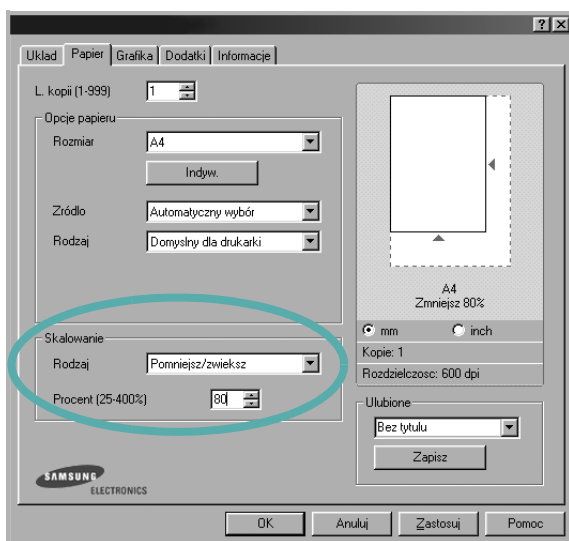 Uklad Papier Grafika Dodatki Informacje
L. kopii (1-999) 1
Opcje papieru
Rozmiar A4
Indyw.
Zródlo Automatyczny wybór
Rodzaj Domyslny dla drukarki
A4
Zmniejsz 80%
mm inch
Kopie: 1
Rozdzielczosc: 600 dpi
Skalowanie
Rodzaj Pomniejsz/zwieksz
Procent (25-400%) 80
Ulubione
Bez tytulu
Zapisz
SAMSUNG
ELECTRONICS
OK Anuluj Zastosuj Pomoc